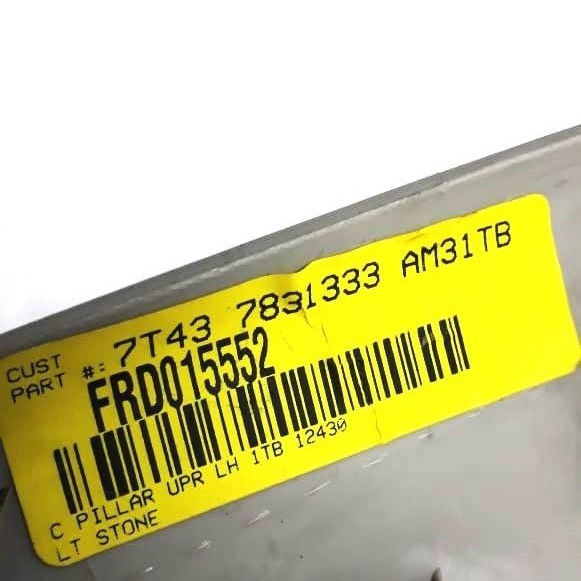 CUST
PART #: 7T43 7831333 AM31TB
FRD015552
C PILLAR UPR LH 1TB 12430
LT STONE